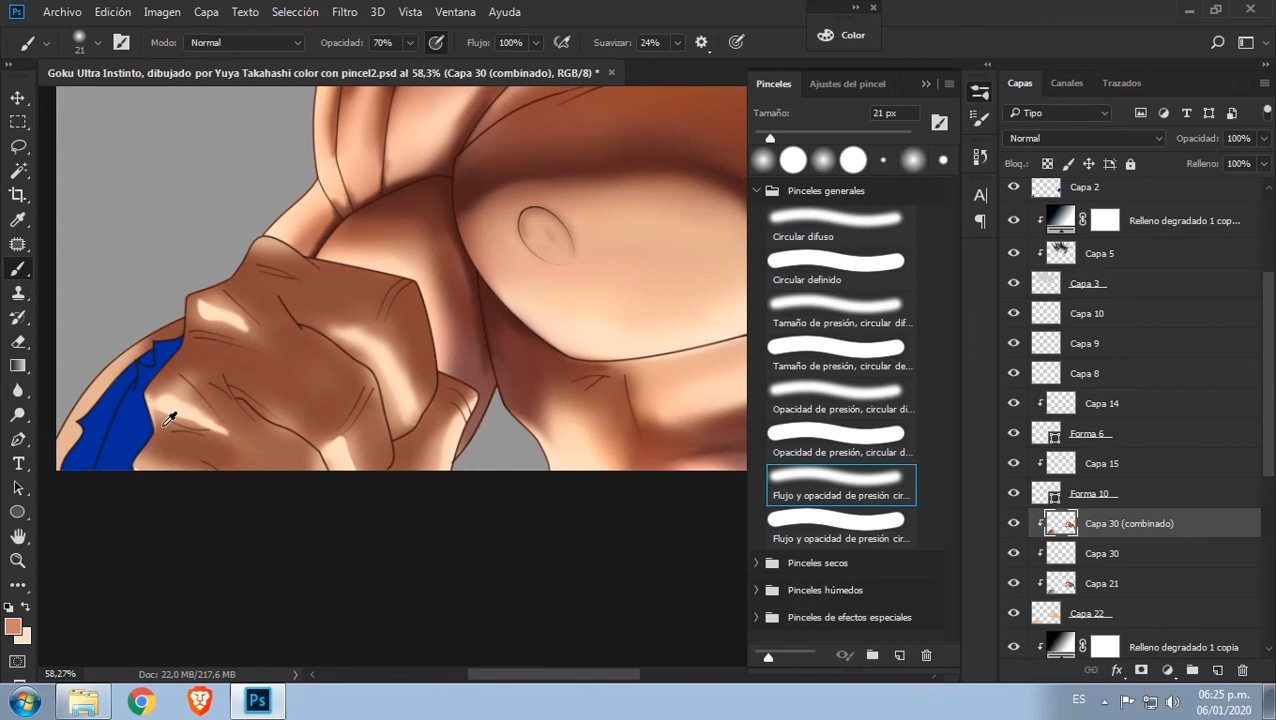 Ps Archivo Edición Imagen Capa Texto Selección Filtro 3D Vista Ventana Ayuda
21 Modo: Normal Opacidad: 70% Flujo: 100% Suavizar: 24%
Color
Goku Ultra Instinto, dibujado por Yuya Takahashi color con pincel2.psd al 58,3% (Capa 30 (combinado), RGB/8) *
Pinceles Ajustes del pincel
Tamaño: 21 px
Pinceles generales
Circular difuso
Circular definido
Tamaño de presión, circular dif...
Tamaño de presión, circular def...
Opacidad de presión, circular di...
Opacidad de presión, circular d...
Flujo y opacidad de presión cir...
Flujo y opacidad de presión cir...
Pinceles secos
Pinceles húmedos
Pinceles de efectos especiales
Capas Canales Trazados
Tipo
Normal Opacidad: 100%
Bloq.: Relleno: 100%
Capa 2
Relleno degradado 1 cop...
Capa 5
Capa 3
Capa 10
Capa 9
Capa 8
Capa 14
Forma 6
Capa 15
Forma 10
Capa 30 (combinado)
Capa 30
Capa 21
Capa 22
Relleno degradado 1 copia
58,27% Doc: 22,0 MB/167,9 MB
Ps
ES 06:25 p.m.
06/01/2020